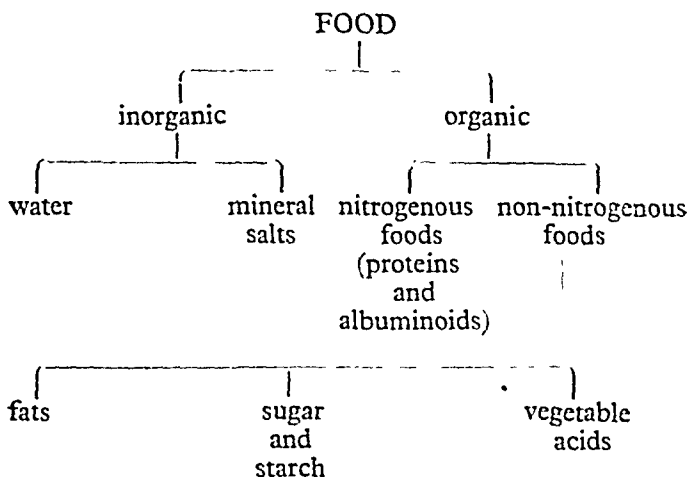 FOOD
inorganic organic
water mineral nitrogenous non-nitrogenous
salts foods foods
(proteins
and
albuminoids)
fats sugar vegetable
and acids
starch